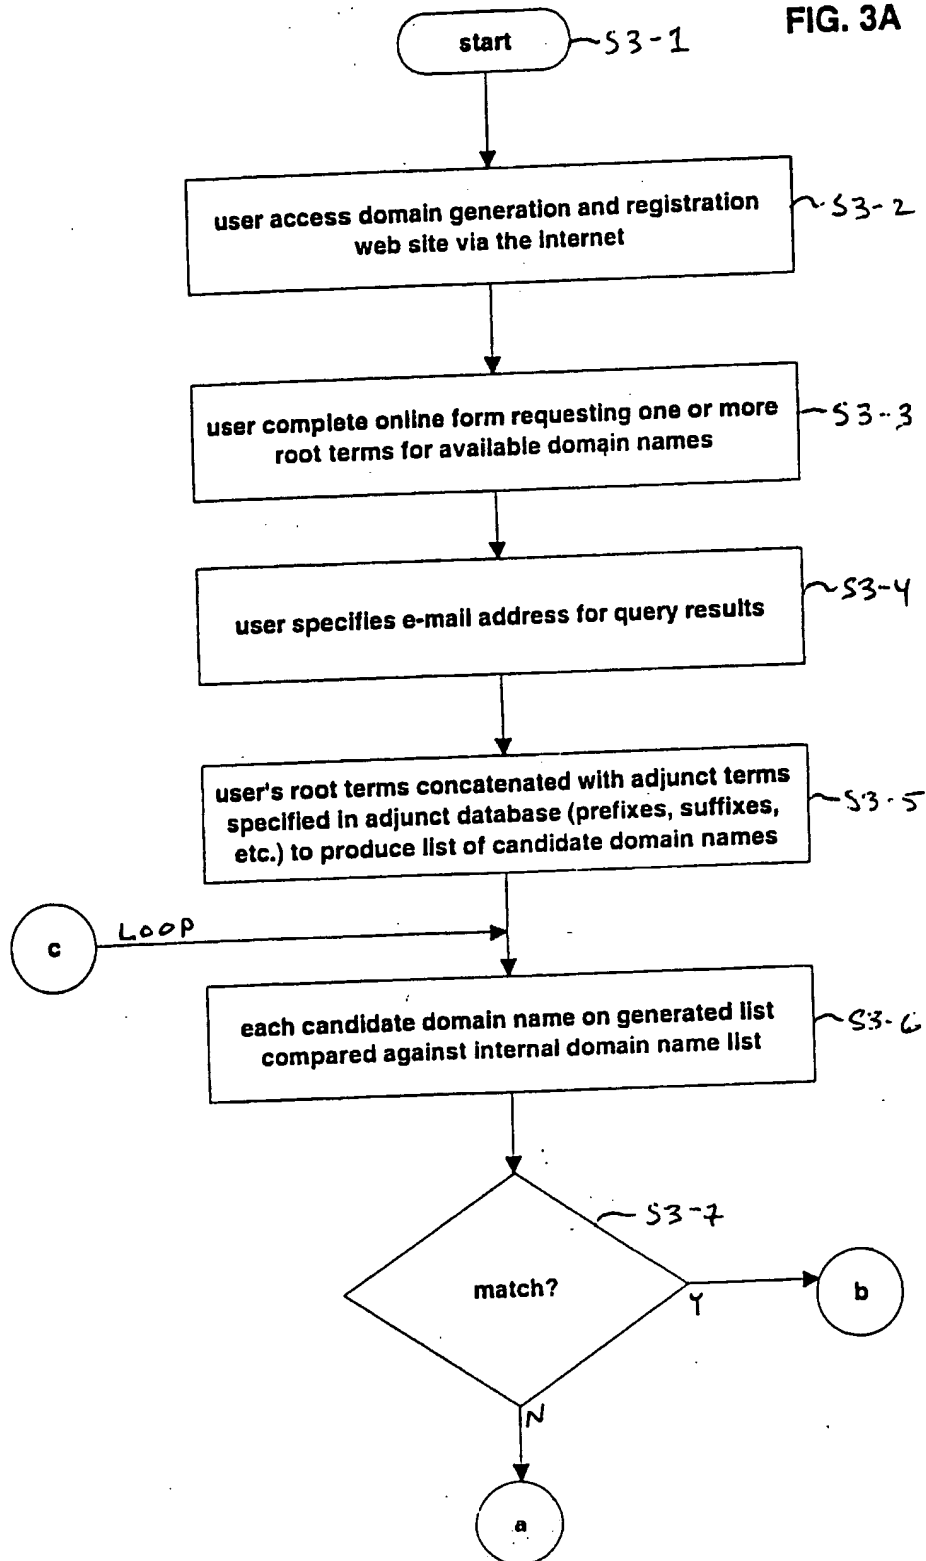 FIG. 3A
start
S3-1
user access domain generation and registration
web site via the Internet
S3-2
user complete online form requesting one or more
root terms for available domain names
S3-3
user specifies e-mail address for query results
S3-4
user's root terms concatenated with adjunct terms
specified in adjunct database (prefixes, suffixes,
etc.) to produce list of candidate domain names
S3-5
c
LOOP
each candidate domain name on generated list
compared against internal domain name list
S3-6
S3-7
match?
Y
b
N
a